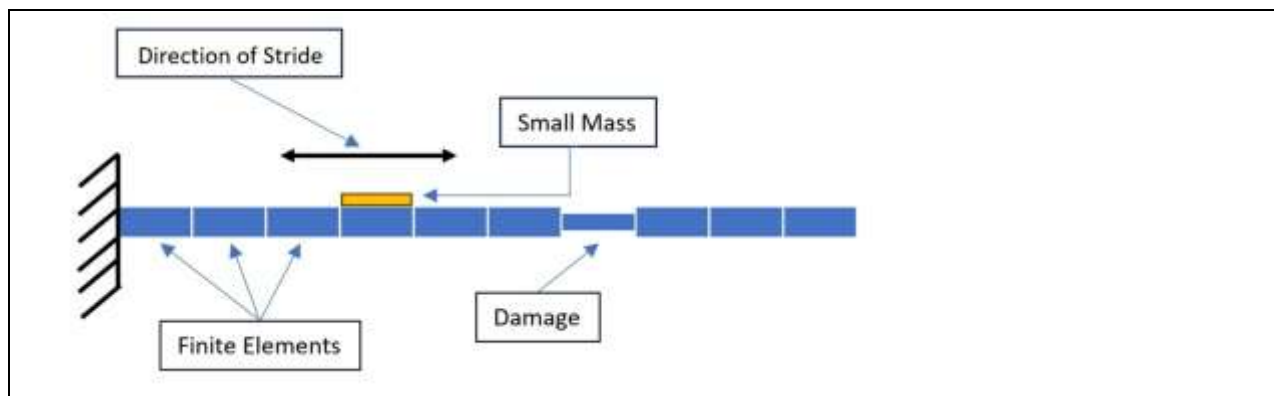 Direction of Stride
Small Mass
Damage
Finite Elements